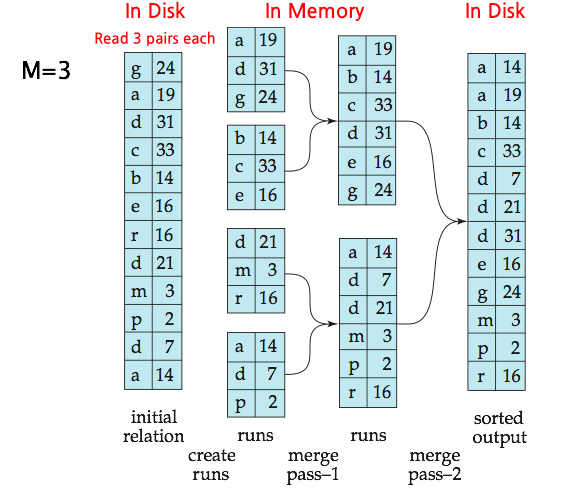 In Disk
In Memory
In Disk
Read 3 pairs each
M=3
g 24
a 19
d 31
c 33
b 14
e 16
r 16
d 21
m 3
p 2
d 7
a 14
initial
relation
a 19
d 31
g 24
b 14
c 33
e 16
d 21
m 3
r 16
a 14
d 7
p 2
runs
a 19
b 14
c 33
d 31
e 16
g 24
a 14
d 7
d 21
m 3
p 2
r 16
runs
a 14
a 19
b 14
c 33
d 7
d 21
d 31
e 16
g 24
m 3
p 2
r 16
sorted
output
create
runs
merge
pass–1
merge
pass–2